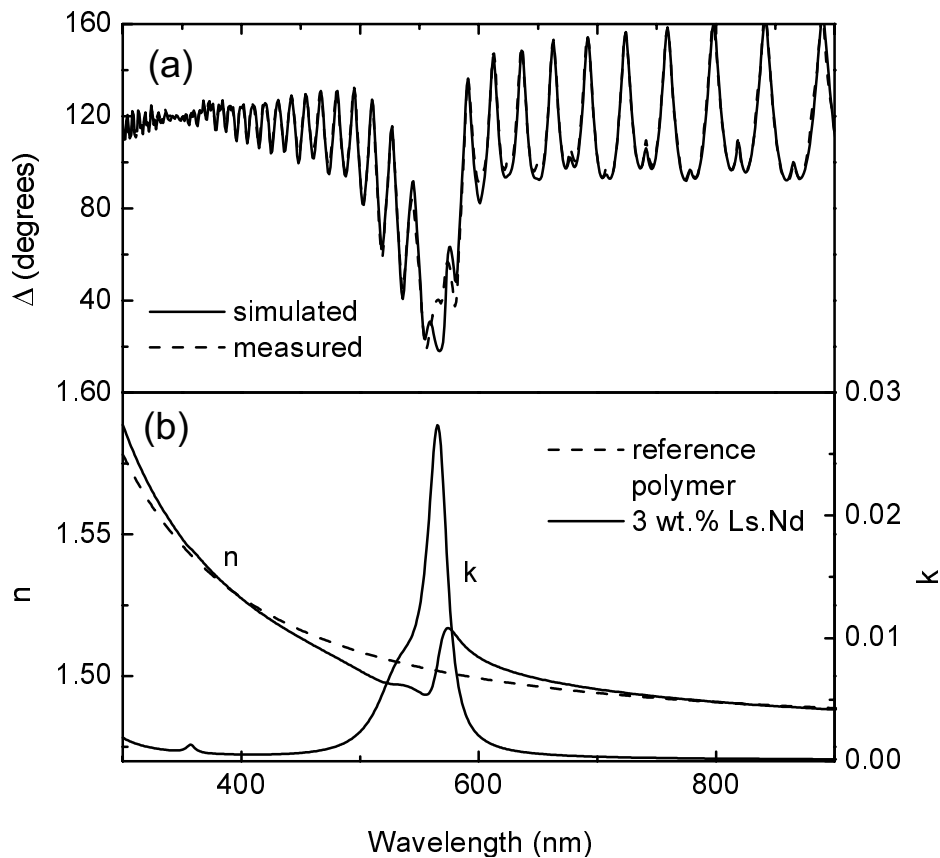 160
(a)
120
80
40
Δ (degrees)
simulated
measured
1.60
0.03
(b)
reference
polymer
3 wt.% Ls.Nd
1.55
0.02
n
k
n
k
0.01
1.50
0.00
400
600
800
Wavelength (nm)